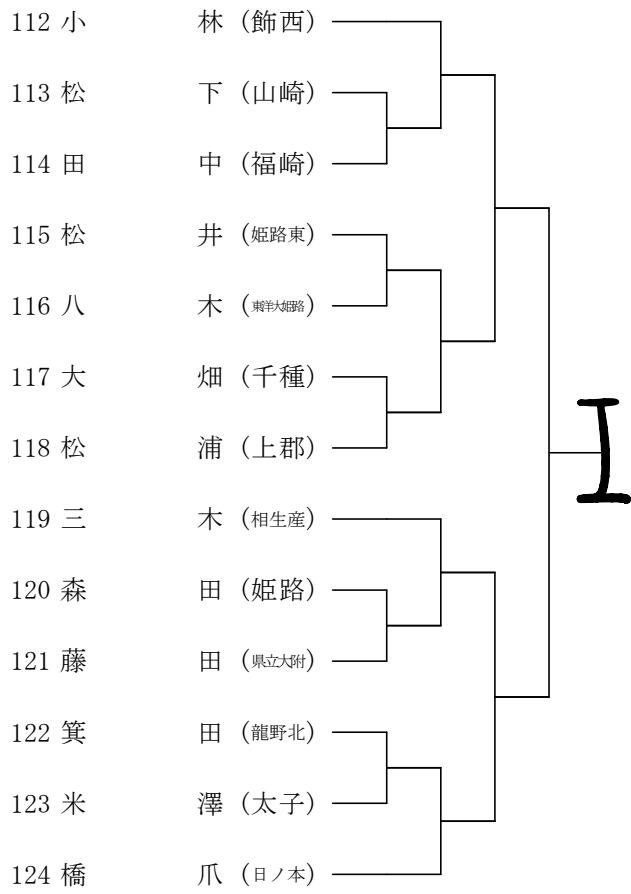 112 小 林 (飾西)
113 松 下 (山崎)
114 田 中 (福崎)
115 松 井 (姫路東)
116 八 木 (東洋大姫路)
117 大 畑 (千種)
118 松 浦 (上郡)
119 三 木 (相生産)
120 森 田 (姫路)
121 藤 田 (県立大附)
122 箕 田 (龍野北)
123 米 澤 (太子)
124 橋 爪 (日ノ本)
I